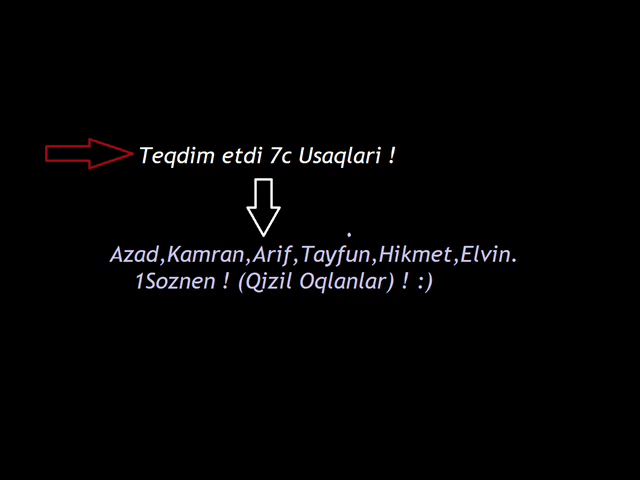 Teqdim etdi 7c Usaqlari !
Azad,Kamran,Arif,Tayfun,Hikmet,Elvin.
1Soznen ! (Qizil Oqlanlar) ! :)